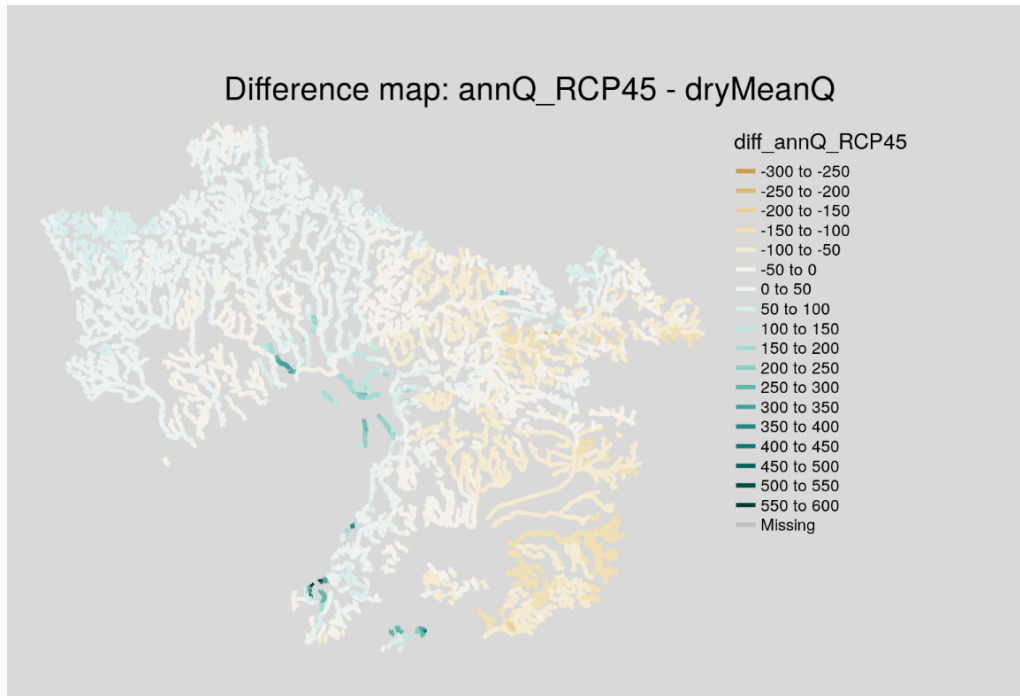 Difference map: annQ_RCP45 - dryMeanQ
diff_annQ_RCP45
-300 to -250
-250 to -200
-200 to -150
-150 to -100
-100 to -50
-50 to 0
0 to 50
50 to 100
100 to 150
150 to 200
200 to 250
250 to 300
300 to 350
350 to 400
400 to 450
450 to 500
500 to 550
550 to 600
Missing